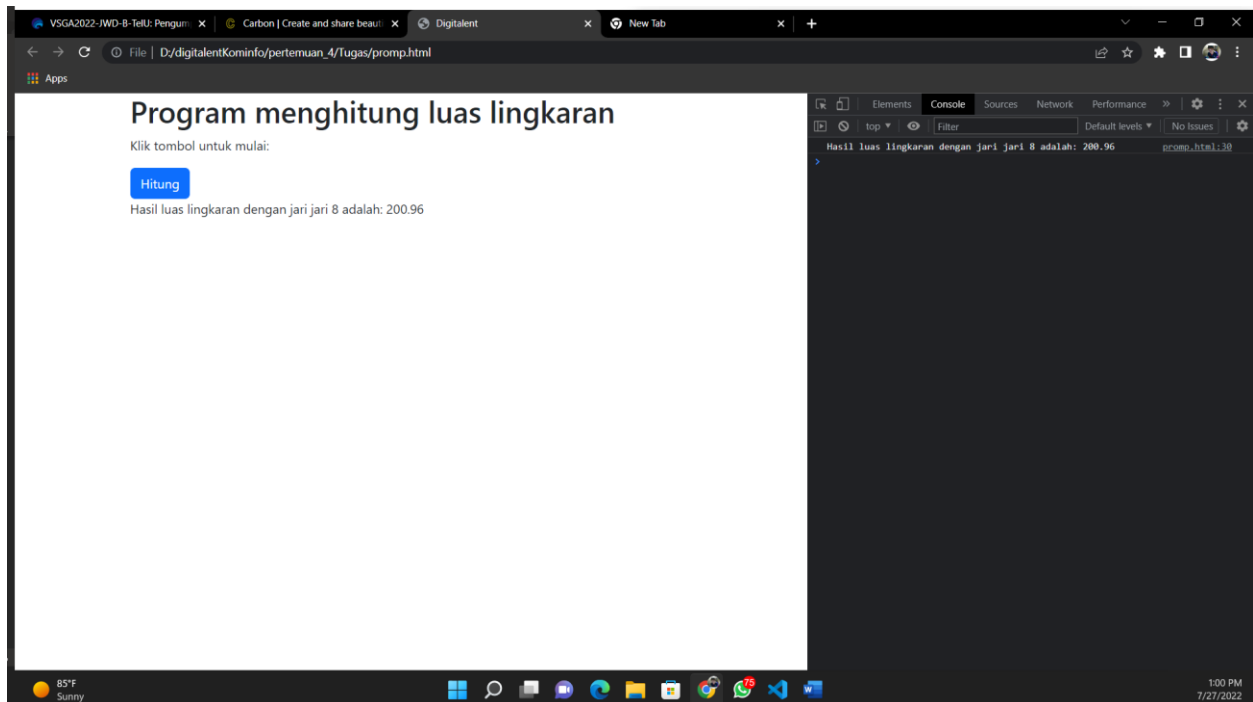 VSGA2022-JWD-B-TelU: Pengum
Carbon | Create and share beauti
Digitalent
New Tab
File | D:/digitalentKominfo/pertemuan_4/Tugas/promp.html
Apps
Program menghitung luas lingkaran
Klik tombol untuk mulai:
Hitung
Hasil luas lingkaran dengan jari jari 8 adalah: 200.96
Elements Console Sources Network Performance »
top Filter Default levels No Issues
Hasil luas lingkaran dengan jari jari 8 adalah: 200.96 promp.html:30
85°F
Sunny
75
1:00 PM
7/27/2022